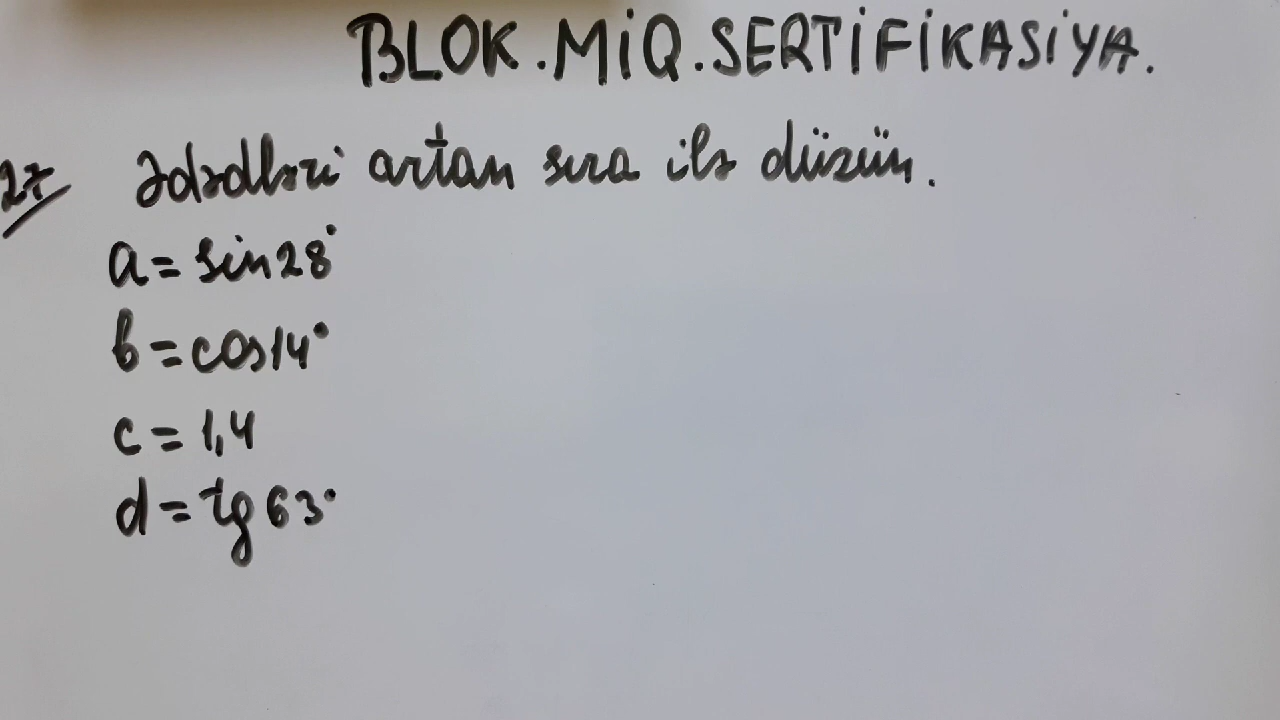 BLOK.MİQ.SERTİFİKASİYA.
27 Ədədləri artan sıra ilə düzün.
a = sin28°
b = cos14°
c = 1,4
d = tg63°